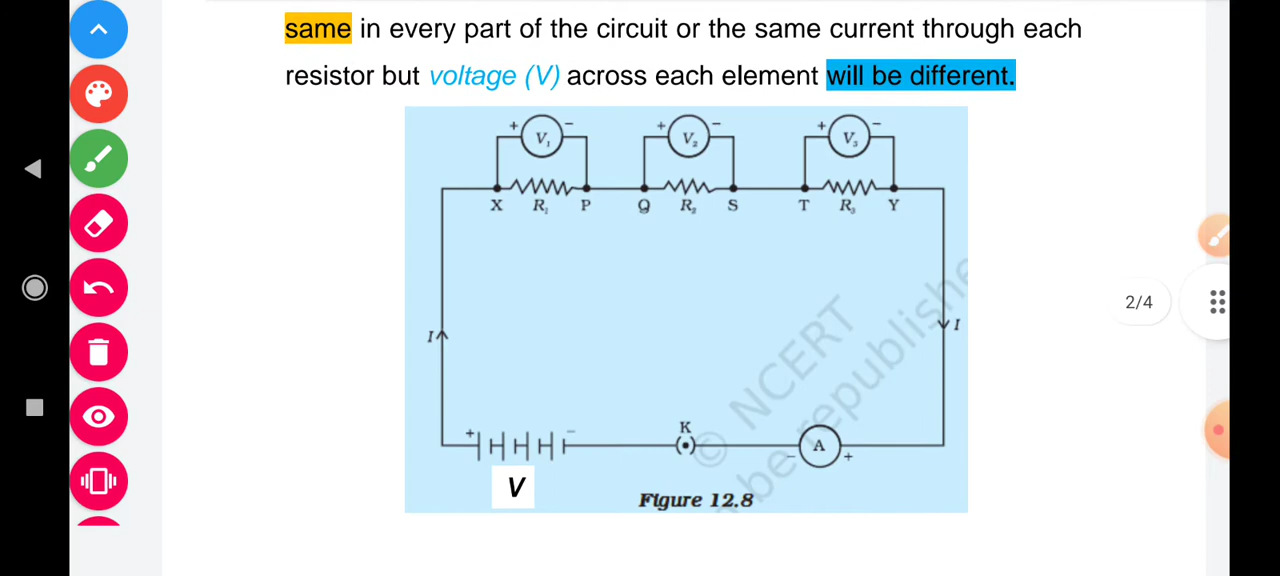 same in every part of the circuit or the same current through each
resistor but voltage (V) across each element will be different.
+ V₁ − + V₂ − + V₃ −
X R₁ P Q R₂ S T R₃ Y
I I
2/4
K
+ − − A +
V
Figure 12.8
© NCERT
be republishe